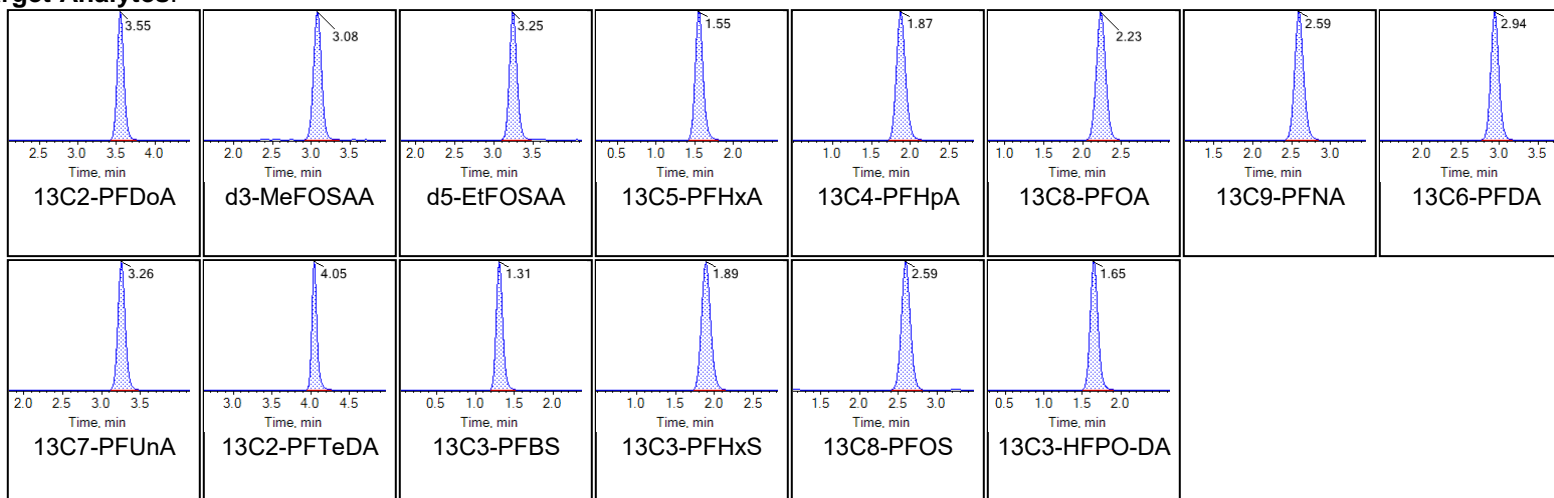 rget Analytes:
3.55
3.08
3.25
1.55
1.87
2.23
2.59
2.94
2.5 3.0 3.5 4.0
2.0 2.5 3.0 3.5
2.0 2.5 3.0 3.5
0.5 1.0 1.5 2.0
1.0 1.5 2.0 2.5
1.0 1.5 2.0 2.5
1.5 2.0 2.5 3.0
2.0 2.5 3.0 3.5
Time, min
Time, min
Time, min
Time, min
Time, min
Time, min
Time, min
Time, min
13C2-PFDoA
d3-MeFOSAA
d5-EtFOSAA
13C5-PFHxA
13C4-PFHpA
13C8-PFOA
13C9-PFNA
13C6-PFDA
3.26
4.05
1.31
1.89
2.59
1.65
2.0 2.5 3.0 3.5
3.0 3.5 4.0 4.5
0.5 1.0 1.5 2.0
1.0 1.5 2.0 2.5
1.5 2.0 2.5 3.0
0.5 1.0 1.5 2.0
Time, min
Time, min
Time, min
Time, min
Time, min
Time, min
13C7-PFUnA
13C2-PFTeDA
13C3-PFBS
13C3-PFHxS
13C8-PFOS
13C3-HFPO-DA